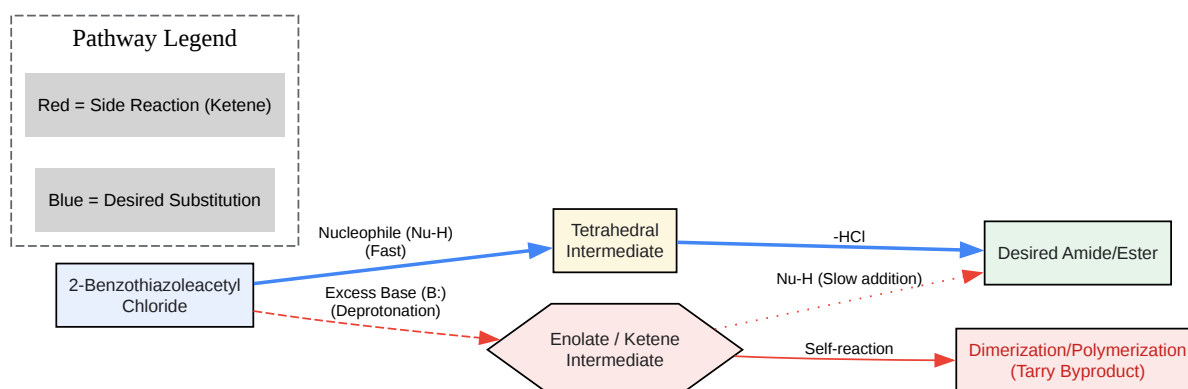 Pathway Legend
Red = Side Reaction (Ketene)
Blue = Desired Substitution
2-Benzothiazoleacetyl
Chloride
Nucleophile (Nu-H)
(Fast)
Excess Base (B:)
(Deprotonation)
Tetrahedral
Intermediate
-HCl
Desired Amide/Ester
Enolate / Ketene
Intermediate
Nu-H (Slow addition)
Self-reaction
Dimerization/Polymerization
(Tarry Byproduct)